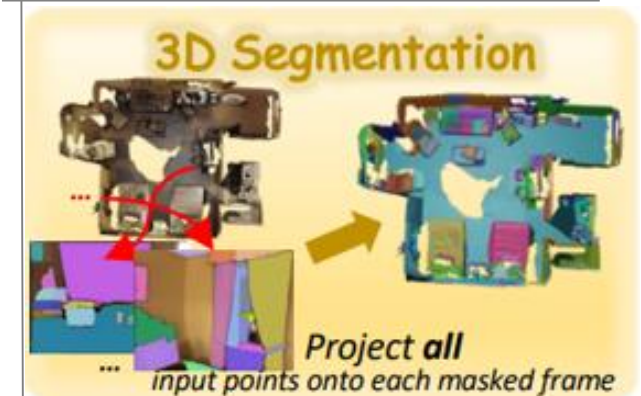 3D Segmentation
...
...
Project all
input points onto each masked frame